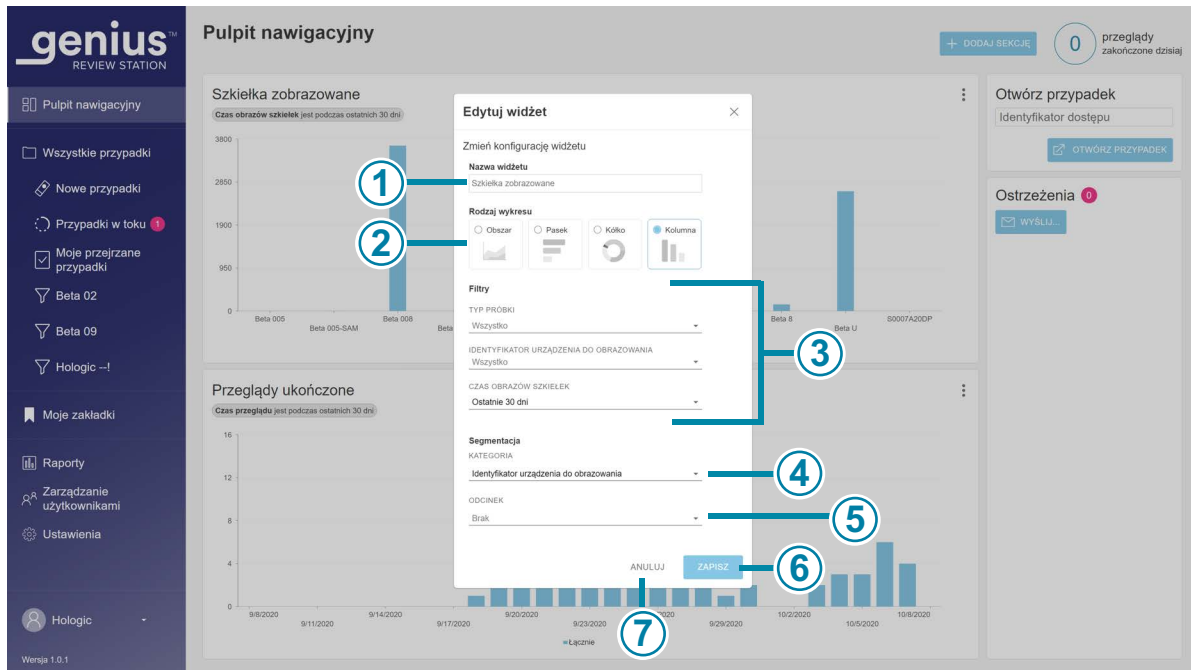 genius™
REVIEW STATION
Pulpit nawigacyjny
Wszystkie przypadki
Nowe przypadki
Przypadki w toku 1
Moje przejrzane
przypadki
Beta 02
Beta 09
Hologic --!
Moje zakładki
Raporty
Zarządzanie
użytkownikami
Ustawienia
Hologic
Wersja 1.0.1
Pulpit nawigacyjny
+ DODAJ SEKCJĘ
0
przeglądy
zakończone dzisiaj
Szkiełka zobrazowane
Czas obrazów szkiełek jest podczas ostatnich 30 dni
3800
2850
1900
950
0
Beta 005
Beta 005-SAM
Beta 008
Beta
Beta 8
Beta U
S0007A20DP
Przeglądy ukończone
Czas przeglądu jest podczas ostatnich 30 dni
16
12
8
4
0
9/8/2020
9/11/2020
9/14/2020
9/17/2020
9/20/2020
9/23/2020
2020
9/29/2020
10/2/2020
10/5/2020
10/8/2020
Łącznie
Edytuj widżet
Zmień konfigurację widżetu
Nazwa widżetu
Szkiełka zobrazowane
Rodzaj wykresu
Obszar
Pasek
Kółko
Kolumna
Filtry
TYP PRÓBKI
Wszystko
IDENTYFIKATOR URZĄDZENIA DO OBRAZOWANIA
Wszystko
CZAS OBRAZÓW SZKIEŁEK
Ostatnie 30 dni
Segmentacja
KATEGORIA
Identyfikator urządzenia do obrazowania
ODCINEK
Brak
ANULUJ
ZAPISZ
1
2
3
4
5
6
7
Otwórz przypadek
Identyfikator dostępu
OTWÓRZ PRZYPADEK
Ostrzeżenia 0
WYŚLIJ...